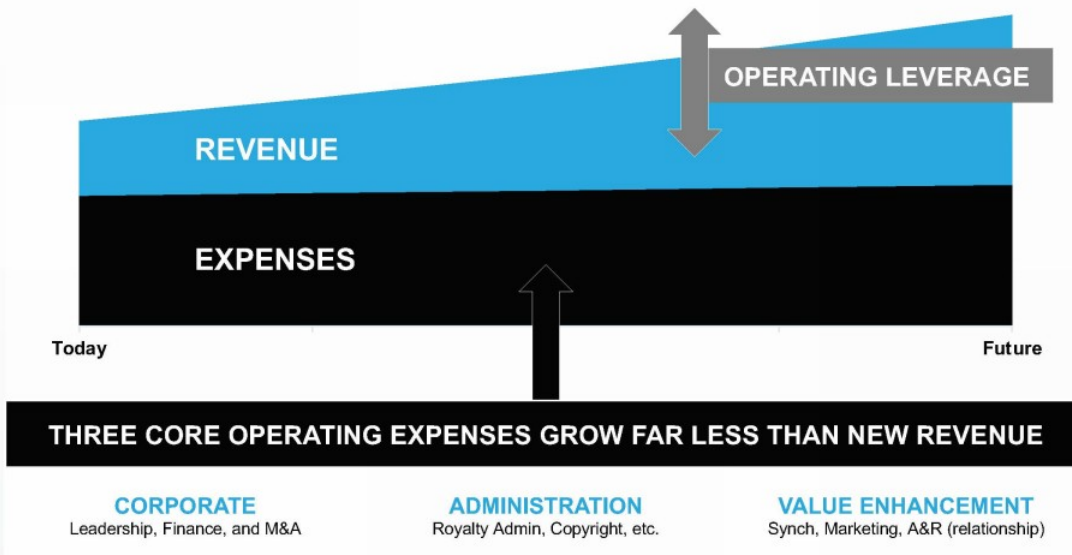 OPERATING LEVERAGE
REVENUE
EXPENSES
Today
Future
THREE CORE OPERATING EXPENSES GROW FAR LESS THAN NEW REVENUE
CORPORATE
Leadership, Finance, and M&A
ADMINISTRATION
Royalty Admin, Copyright, etc.
VALUE ENHANCEMENT
Synch, Marketing, A&R (relationship)